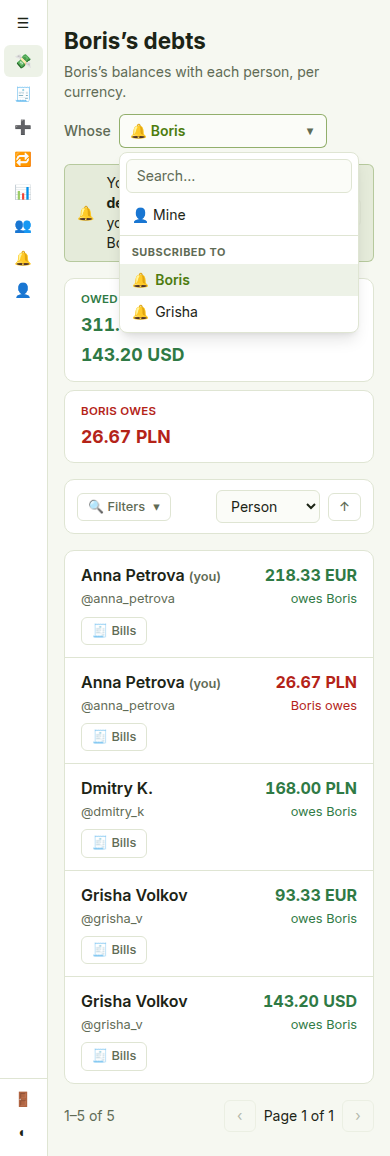 Boris’s debts
Boris’s balances with each person, per
currency.
Whose 🔔 Boris ▾
Search...
👤 Mine
SUBSCRIBED TO
🔔 Boris
🔔 Grisha
OWED
311.
143.20 USD
BORIS OWES
26.67 PLN
🔍 Filters ▾ Person ↑
Anna Petrova (you) 218.33 EUR
@anna_petrova owes Boris
🧾 Bills
Anna Petrova (you) 26.67 PLN
@anna_petrova Boris owes
🧾 Bills
Dmitry K. 168.00 PLN
@dmitry_k owes Boris
🧾 Bills
Grisha Volkov 93.33 EUR
@grisha_v owes Boris
🧾 Bills
Grisha Volkov 143.20 USD
@grisha_v owes Boris
🧾 Bills
1–5 of 5 ‹ Page 1 of 1 ›